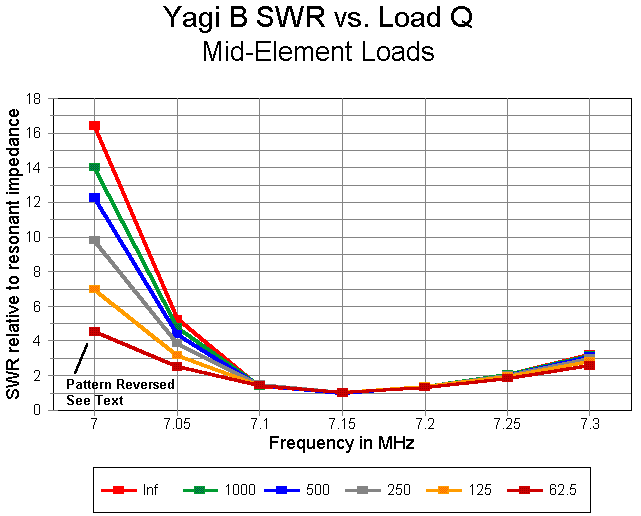 Yagi B SWR vs. Load Q
Mid-Element Loads
SWR relative to resonant impedance
18
16
14
12
10
8
6
4
2
0
Pattern Reversed
See Text
7 7.05 7.1 7.15 7.2 7.25 7.3
Frequency in MHz
Inf 1000 500 250 125 62.5